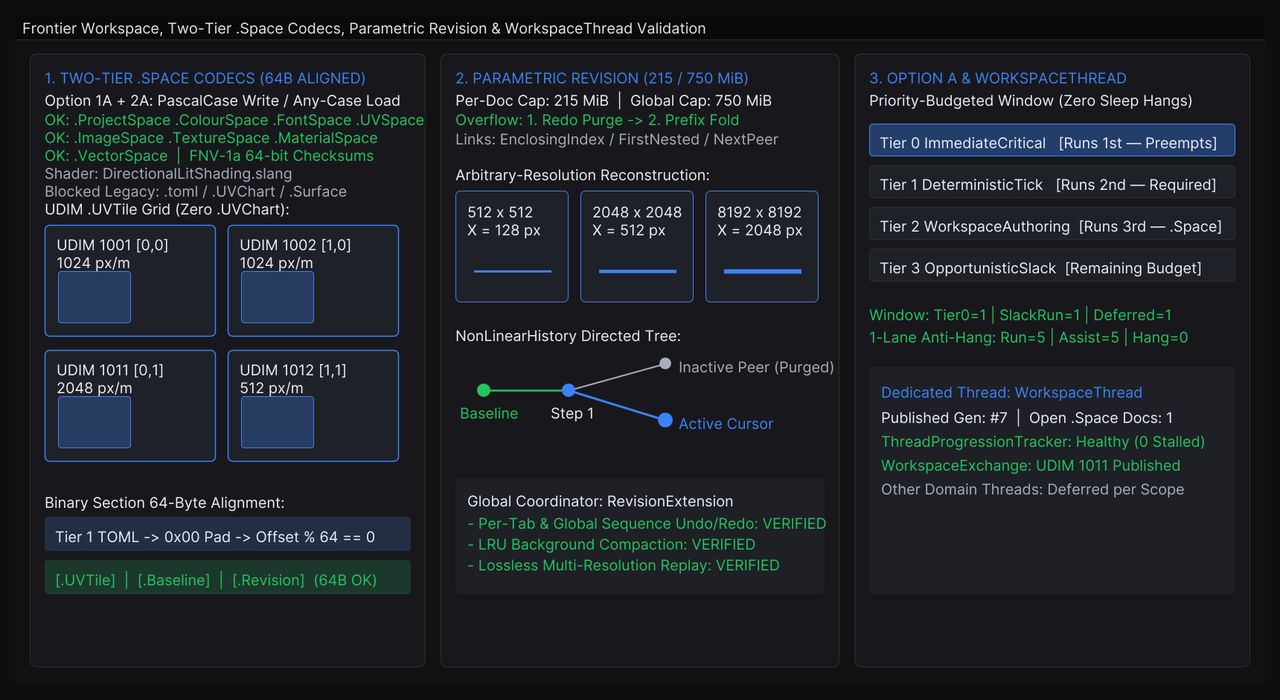 Frontier Workspace, Two-Tier .Space Codecs, Parametric Revision & WorkspaceThread Validation
1. TWO-TIER .SPACE CODECS (64B ALIGNED)
Option 1A + 2A: PascalCase Write / Any-Case Load
OK: .ProjectSpace .ColourSpace .FontSpace .UVSpace
OK: .ImageSpace .TextureSpace .MaterialSpace
OK: .VectorSpace | FNV-1a 64-bit Checksums
Shader: DirectionalLitShading.slang
Blocked Legacy: .toml / .UVChart / .Surface
UDIM .UVTile Grid (Zero .UVChart):
UDIM 1001 [0,0]
1024 px/m
UDIM 1002 [1,0]
1024 px/m
UDIM 1011 [0,1]
2048 px/m
UDIM 1012 [1,1]
512 px/m
Binary Section 64-Byte Alignment:
Tier 1 TOML -> 0x00 Pad -> Offset % 64 == 0
[.UVTile] | [.Baseline] | [.Revision] (64B OK)
2. PARAMETRIC REVISION (215 / 750 MiB)
Per-Doc Cap: 215 MiB | Global Cap: 750 MiB
Overflow: 1. Redo Purge -> 2. Prefix Fold
Links: EnclosingIndex / FirstNested / NextPeer
Arbitrary-Resolution Reconstruction:
512 x 512
X = 128 px
2048 x 2048
X = 512 px
8192 x 8192
X = 2048 px
NonLinearHistory Directed Tree:
Inactive Peer (Purged)
Baseline
Step 1
Active Cursor
Global Coordinator: RevisionExtension
- Per-Tab & Global Sequence Undo/Redo: VERIFIED
- LRU Background Compaction: VERIFIED
- Lossless Multi-Resolution Replay: VERIFIED
3. OPTION A & WORKSPACETHREAD
Priority-Budgeted Window (Zero Sleep Hangs)
Tier 0 ImmediateCritical [Runs 1st — Preempts]
Tier 1 DeterministicTick [Runs 2nd — Required]
Tier 2 WorkspaceAuthoring [Runs 3rd — .Space]
Tier 3 OpportunisticSlack [Remaining Budget]
Window: Tier0=1 | SlackRun=1 | Deferred=1
1-Lane Anti-Hang: Run=5 | Assist=5 | Hang=0
Dedicated Thread: WorkspaceThread
Published Gen: #7 | Open .Space Docs: 1
ThreadProgressionTracker: Healthy (0 Stalled)
WorkspaceExchange: UDIM 1011 Published
Other Domain Threads: Deferred per Scope